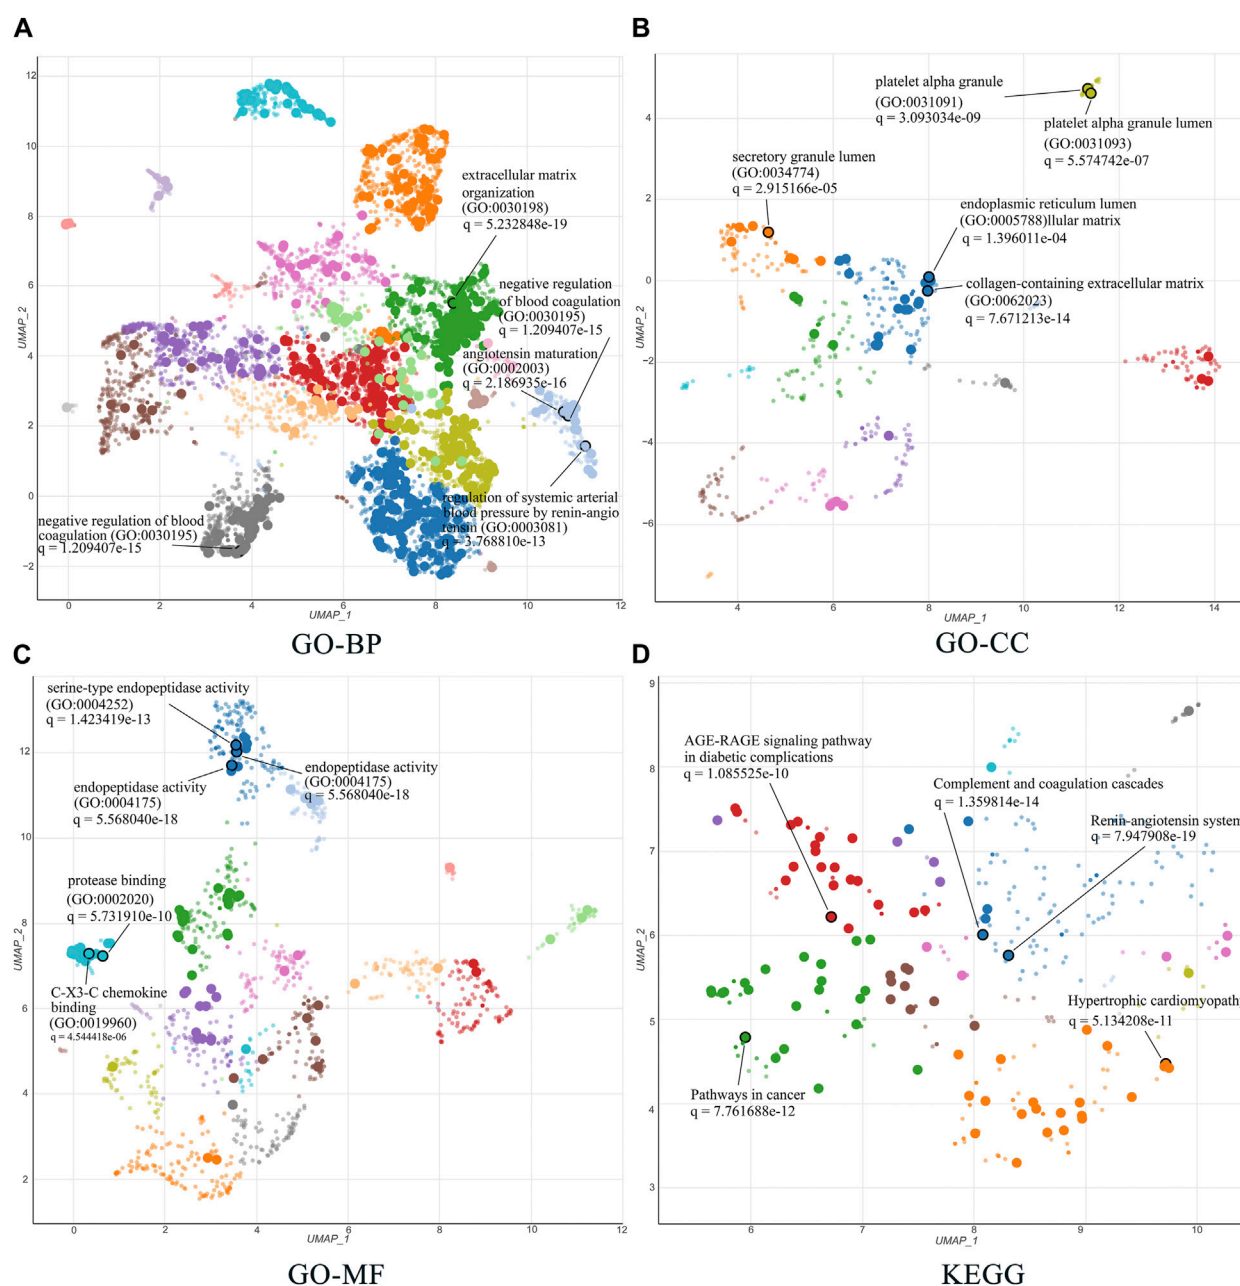 A
12
10
8
6
4
2
0
−2
UMAP_2
extracellular matrix
organization
(GO:0030198)
q = 5.232848e-19
negative regulation
of blood coagulation
(GO:0030195)
q = 1.209407e-15
angiotensin maturation
(GO:0002003)
q = 2.186935e-16
regulation of systemic arterial
blood pressure by renin-angio
tensin (GO:0003081)
q = 3.768810e-13
negative regulation of blood
coagulation (GO:0030195)
q = 1.209407e-15
0 2 4 6 8 10 12
UMAP_1
GO-BP
B
4
2
0
−2
−4
−6
UMAP_2
platelet alpha granule
(GO:0031091)
q = 3.093034e-09
platelet alpha granule lumen
(GO:0031093)
q = 5.574742e-07
secretory granule lumen
(GO:0034774)
q = 2.915166e-05
endoplasmic reticulum lumen
(GO:0005788)llular matrix
q = 1.396011e-04
collagen-containing extracellular matrix
(GO:0062023)
q = 7.671213e-14
4 6 8 10 12 14
UMAP_1
GO-CC
C
12
10
8
6
4
2
UMAP_2
serine-type endopeptidase activity
(GO:0004252)
q = 1.423419e-13
endopeptidase activity
(GO:0004175)
q = 5.568040e-18
endopeptidase activity
(GO:0004175)
q = 5.568040e-18
protease binding
(GO:0002020)
q = 5.731910e-10
C-X3-C chemokine
binding
(GO:0019960)
q = 4.544418e-06
0 2 4 6 8 10 12
UMAP_1
GO-MF
D
9
8
7
6
5
4
3
UMAP_2
AGE-RAGE signaling pathway
in diabetic complications
q = 1.085525e-10
Complement and coagulation cascades
q = 1.359814e-14
Renin-angiotensin system
q = 7.947908e-19
Hypertrophic cardiomyopath
q = 5.134208e-11
Pathways in cancer
q = 7.761688e-12
6 7 8 9 10
UMAP_1
KEGG